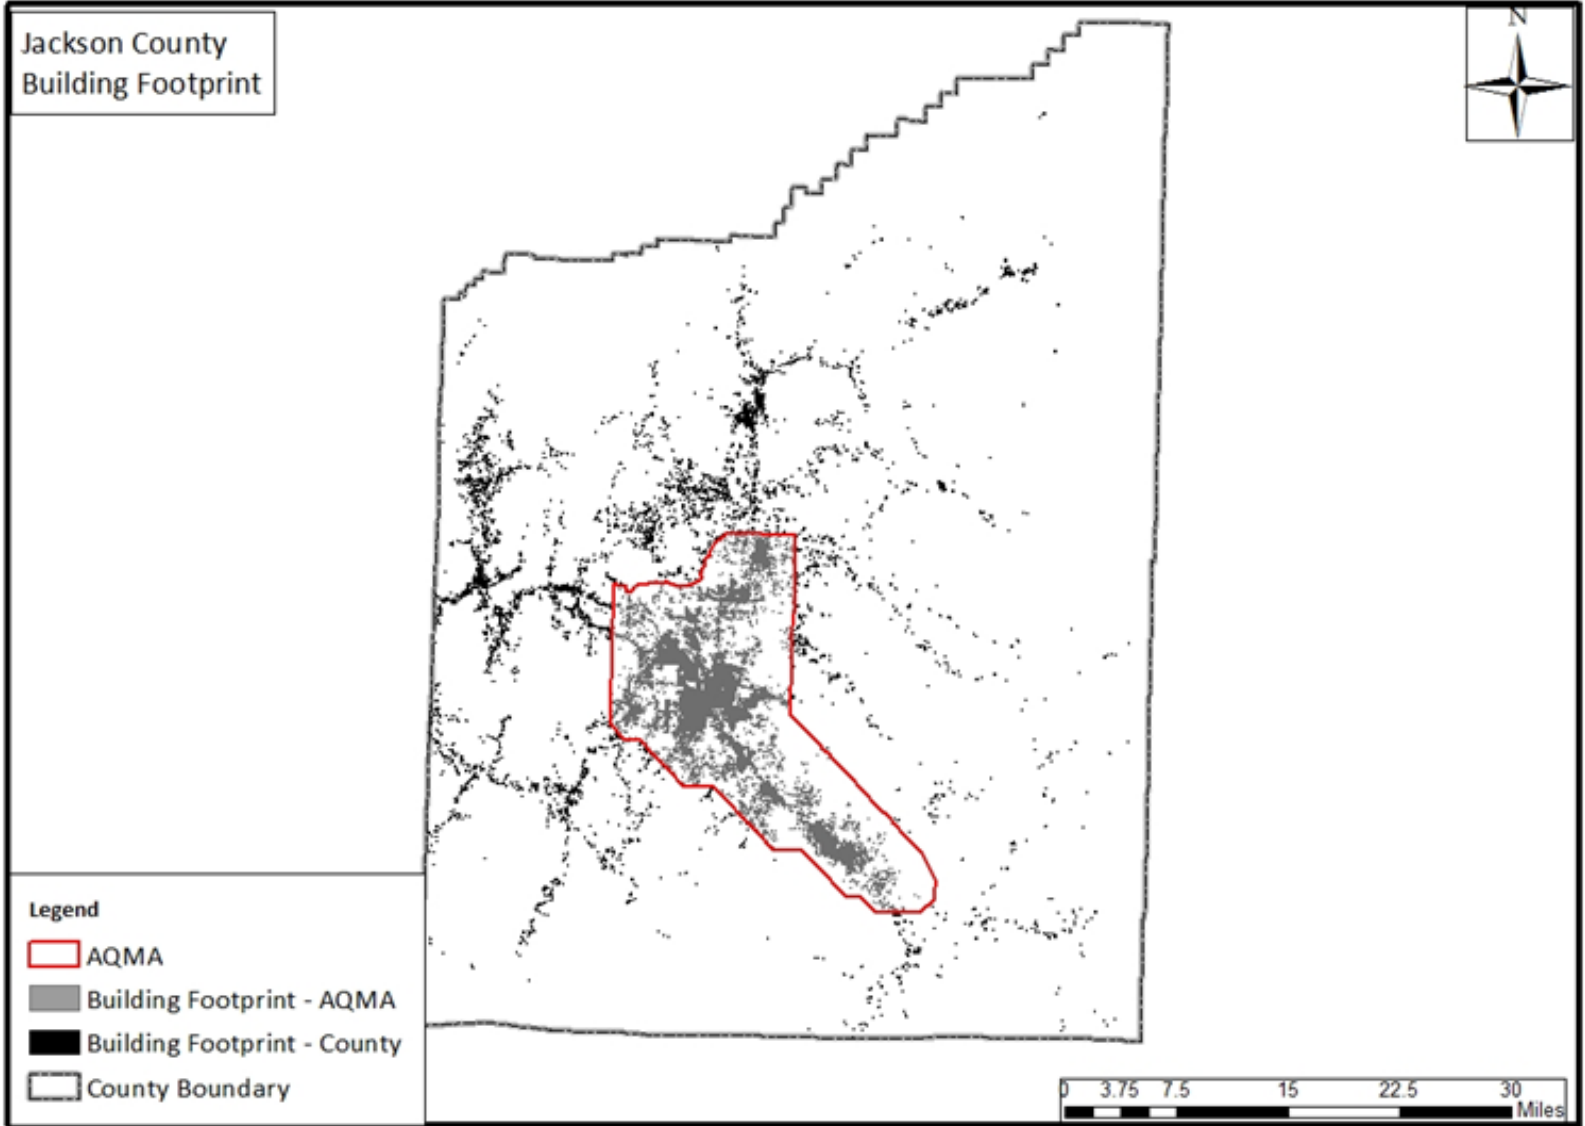 Jackson County
Building Footprint
N
Legend
AQMA
Building Footprint - AQMA
Building Footprint - County
County Boundary
0 3.75 7.5 15 22.5 30
Miles